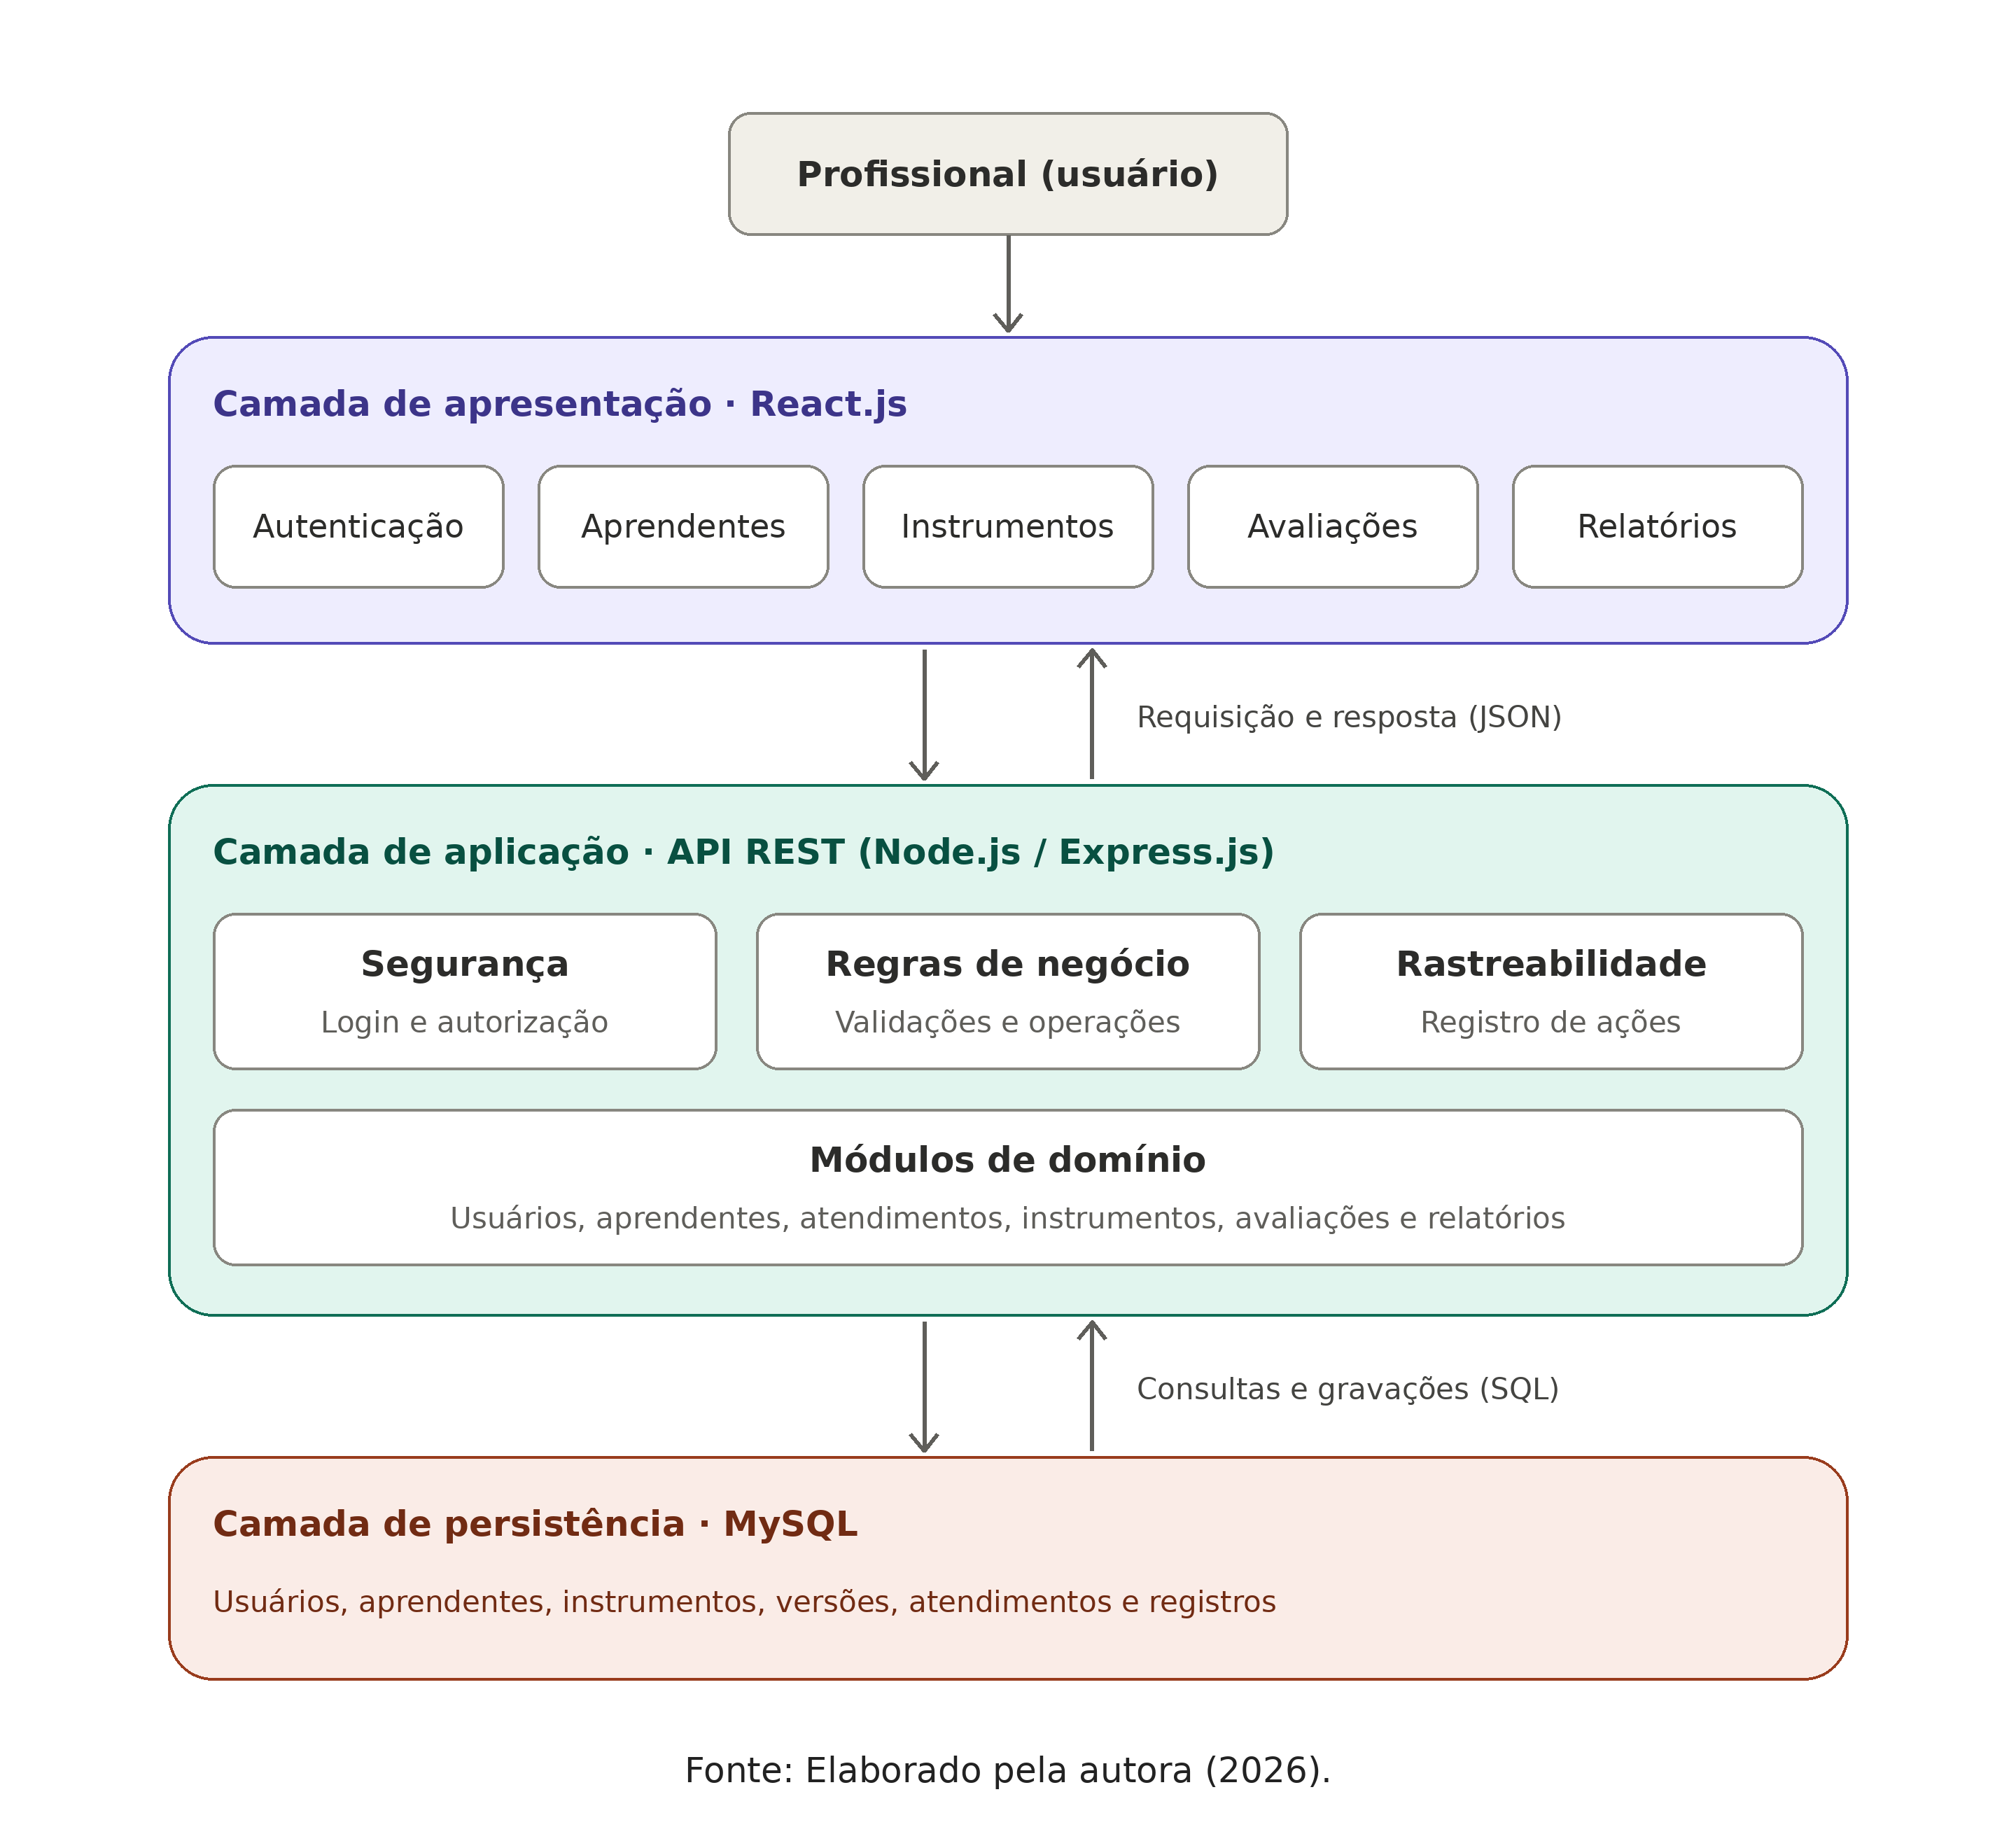 Profissional (usuário)
Camada de apresentação · React.js
Autenticação
Aprendentes
Instrumentos
Avaliações
Relatórios
Requisição e resposta (JSON)
Camada de aplicação · API REST (Node.js / Express.js)
Segurança
Login e autorização
Regras de negócio
Validações e operações
Rastreabilidade
Registro de ações
Módulos de domínio
Usuários, aprendentes, atendimentos, instrumentos, avaliações e relatórios
Consultas e gravações (SQL)
Camada de persistência · MySQL
Usuários, aprendentes, instrumentos, versões, atendimentos e registros
Fonte: Elaborado pela autora (2026).